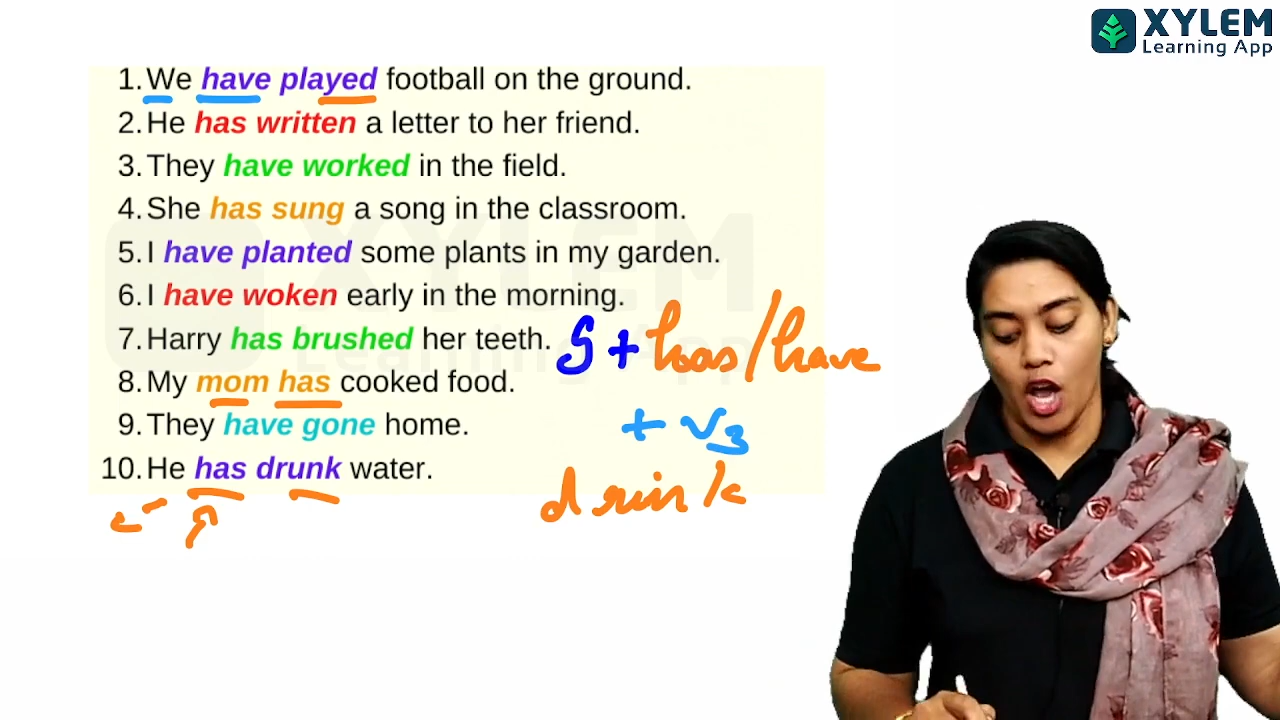 XYLEM
Learning App
1. We have played football on the ground.
2. He has written a letter to her friend.
3. They have worked in the field.
4. She has sung a song in the classroom.
5. I have planted some plants in my garden.
6. I have woken early in the morning.
7. Harry has brushed her teeth.
S + has/have
8. My mom has cooked food.
9. They have gone home.
+ V3
10. He has drunk water.
drink
XYLEM
Learning App